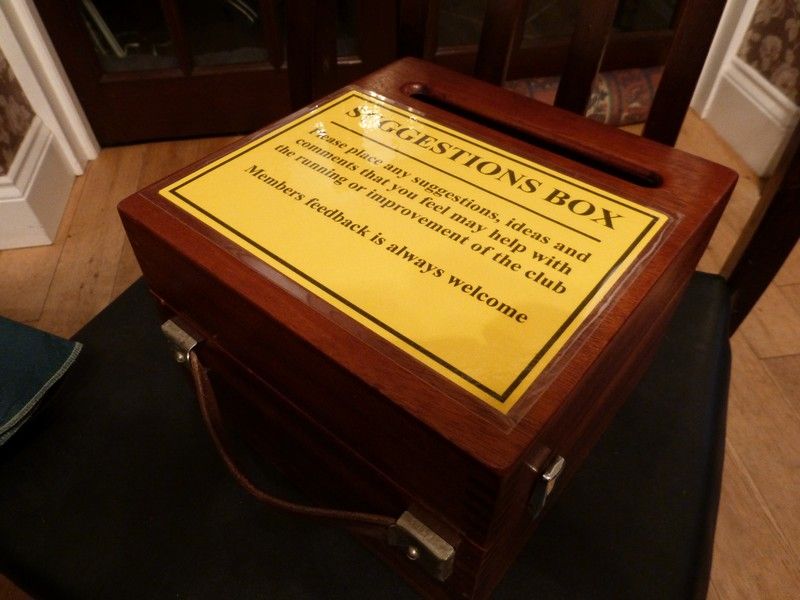 SUGGESTIONS BOX
Please place any suggestions, ideas and
comments that you feel may help with
the running or improvement of the club
Members feedback is always welcome